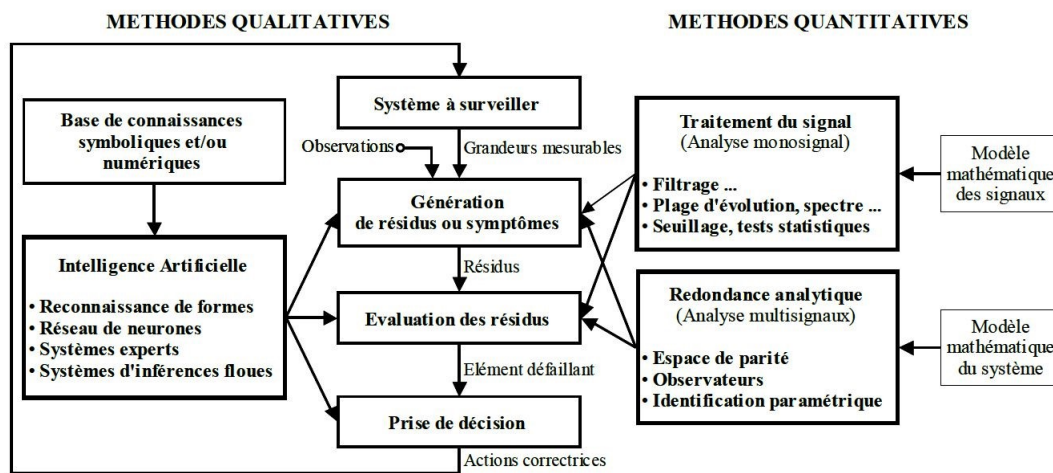 METHODES QUALITATIVES
METHODES QUANTITATIVES
Système à surveiller
Base de connaissances
symboliques et/ou
numériques
Observations
Grandeurs mesurables
Génération
de résidus ou symptômes
Intelligence Artificielle
• Reconnaissance de formes
• Réseau de neurones
• Systèmes experts
• Systèmes d'inférences floues
Résidus
Evaluation des résidus
Elément défaillant
Prise de décision
Actions correctrices
Traitement du signal
(Analyse monosignal)
• Filtrage ...
• Plage d'évolution, spectre ...
• Seuillage, tests statistiques
Modèle
mathématique
des signaux
Redondance analytique
(Analyse multisignaux)
• Espace de parité
• Observateurs
• Identification paramétrique
Modèle
mathématique
du système